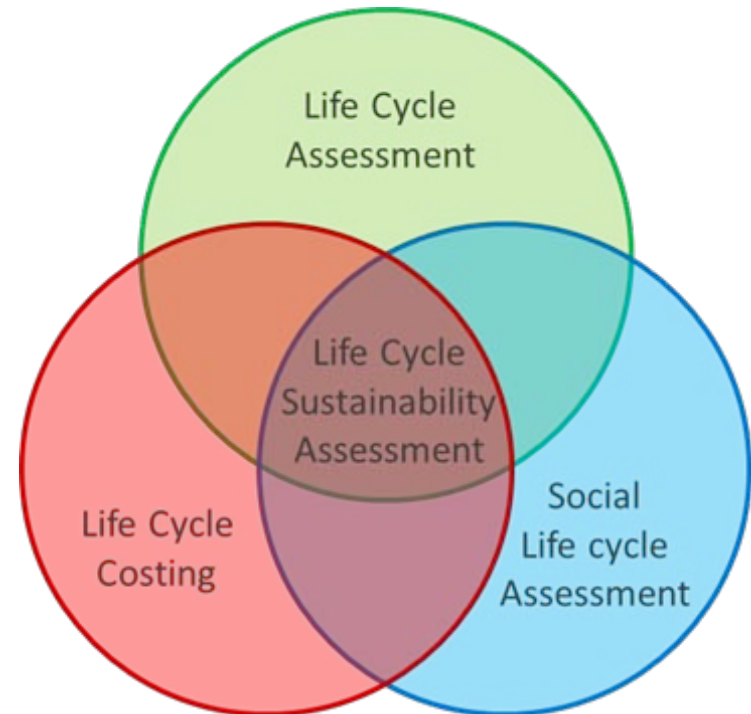 Life Cycle
Assessment
Life Cycle
Sustainability
Assessment
Life Cycle
Costing
Social
Life cycle
Assessment